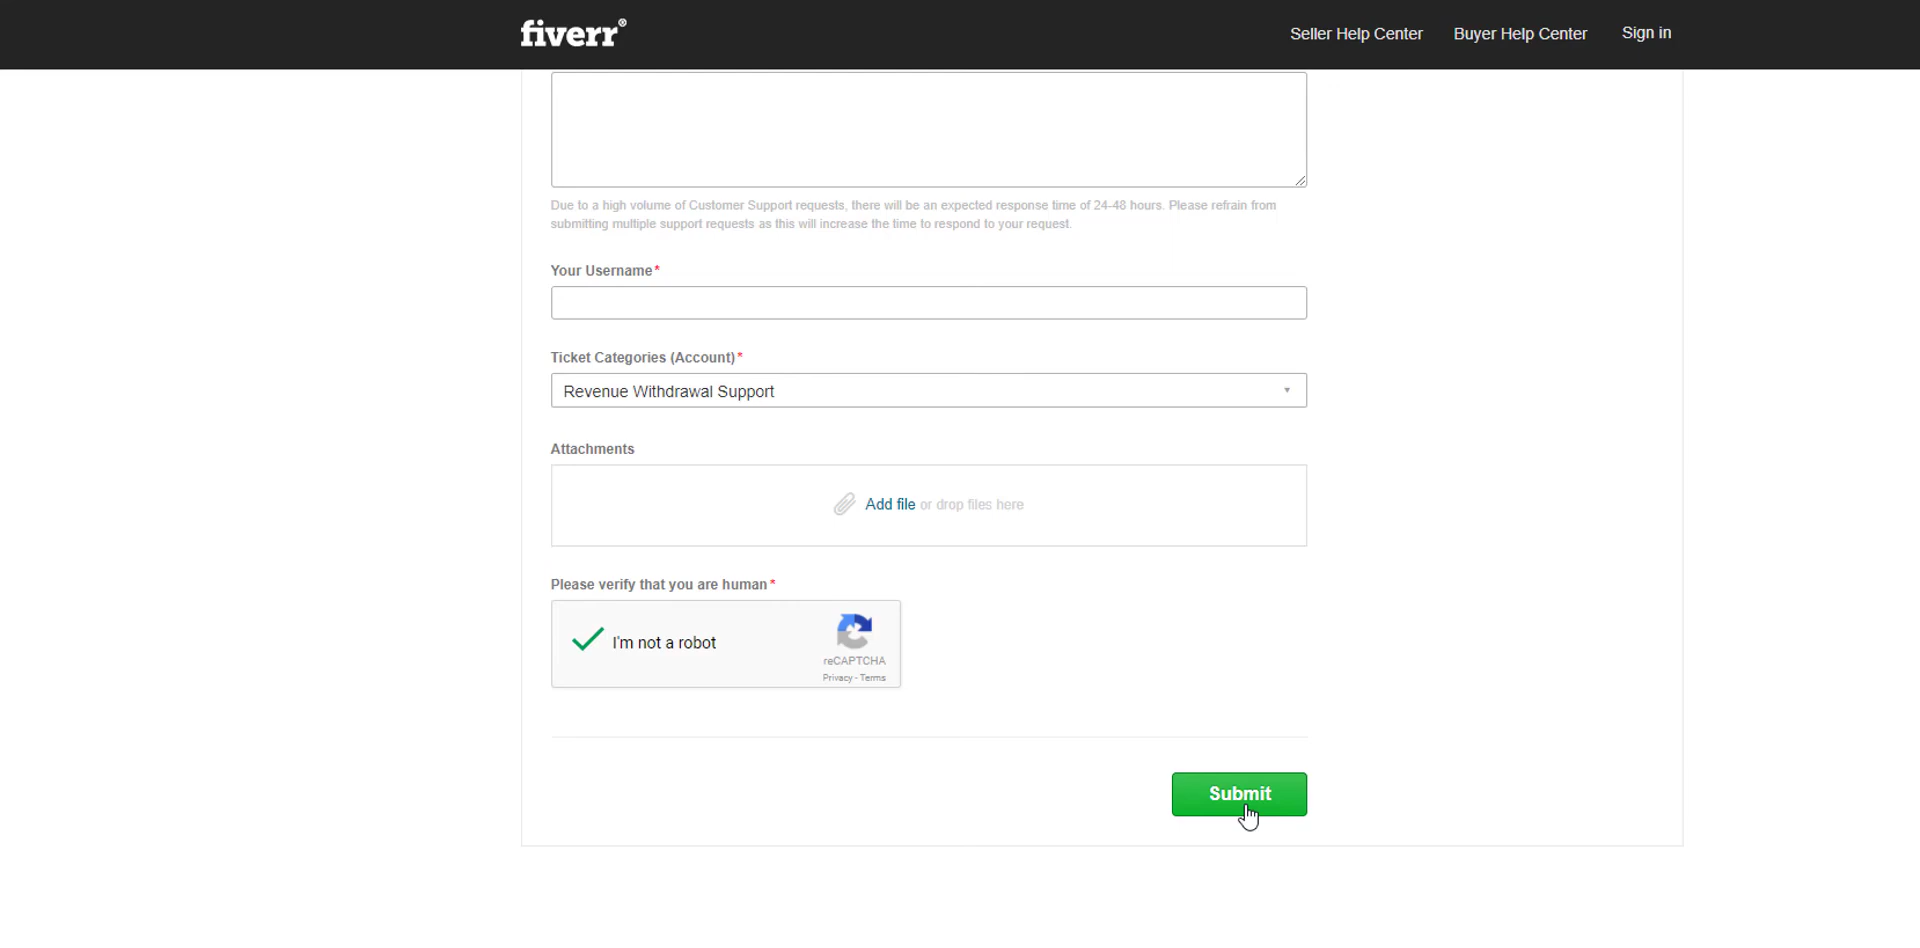 fiverr®
Seller Help Center
Buyer Help Center
Sign in
Due to a high volume of Customer Support requests, there will be an expected response time of 24-48 hours. Please refrain from
submitting multiple support requests as this will increase the time to respond to your request.
Your Username*
Ticket Categories (Account)*
Revenue Withdrawal Support
Attachments
Add file or drop files here
Please verify that you are human*
I'm not a robot
reCAPTCHA
Privacy - Terms
Submit